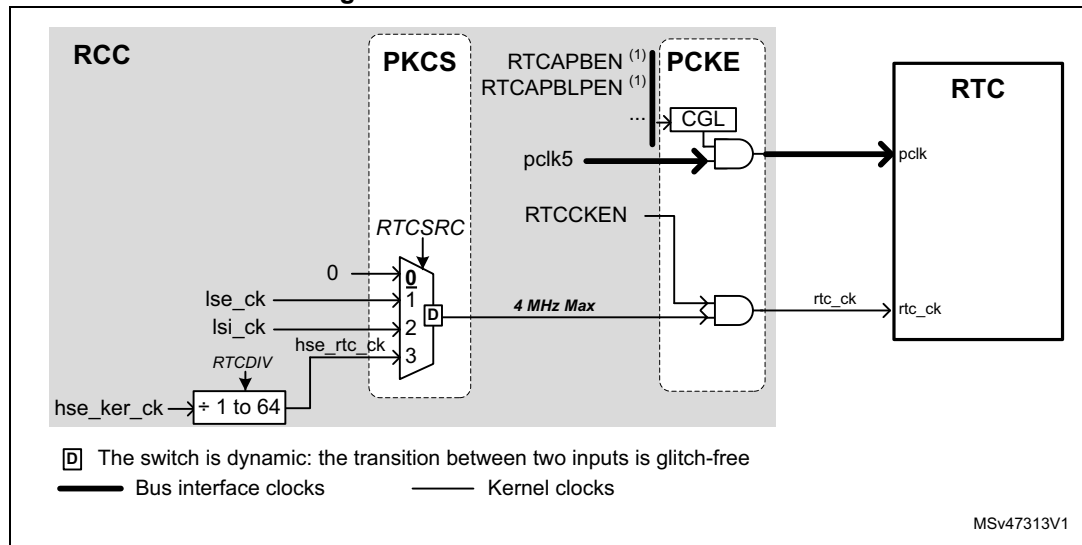 RCC
PKCS
RTCAPBEN (1)
RTCAPBLPEN (1)
...
PCKE
CGL
RTC
pclk5
pclk
RTCCKEN
RTCSRC
0
0
lse_ck
1
D
4 MHz Max
rtc_ck
rtc_ck
lsi_ck
2
hse_rtc_ck
3
RTCDIV
hse_ker_ck
÷ 1 to 64
D The switch is dynamic: the transition between two inputs is glitch-free
Bus interface clocks
Kernel clocks
MSv47313V1